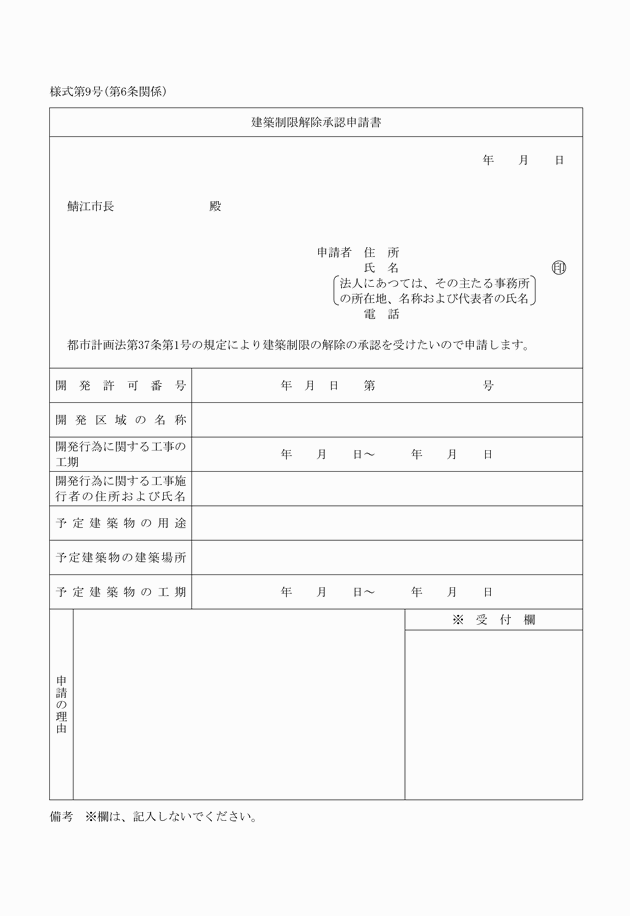 様式第9号(第6条関係)
建築制限解除承認申請書
年　月　日
鯖江市長　　　　殿
申請者　住　所
氏　名　　　　㊞
法人にあつては、その主たる事務所
の所在地、名称および代表者の氏名
電　話
都市計画法第37条第1号の規定により建築制限の解除の承認を受けたいので申請します。
開発許可番号　　年　月　日　第　　　　号
開発区域の名称
開発行為に関する工事の
工期　　年　月　日～　年　月　日
開発行為に関する工事施
行者の住所および氏名
予定建築物の用途
予定建築物の建築場所
予定建築物の工期　　年　月　日～　年　月　日
申請の理由
※　受　付　欄
備考　※欄は、記入しないでください。